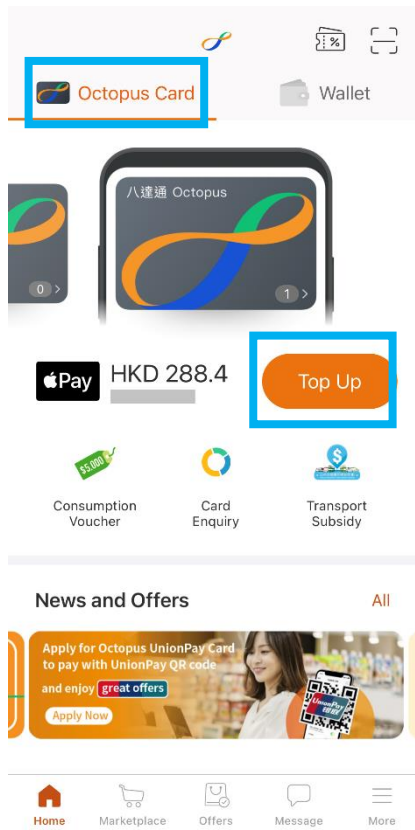 %
Octopus Card
Wallet
八達通 Octopus
0 >
1 >
Pay
HKD 288.4
Top Up
$5,000
$
Consumption
Voucher
Card
Enquiry
Transport
Subsidy
News and Offers
All
Apply for Octopus UnionPay Card
to pay with UnionPay QR code
and enjoy great offers
Apply Now
UnionPay
银联
Home
Marketplace
Offers
Message
More